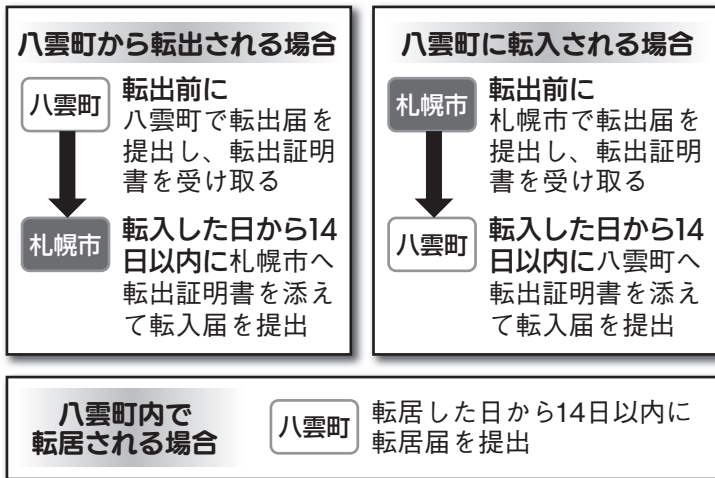 八雲町から転出される場合
八雲町
転出前に
八雲町で転出届を
提出し、転出証明
書を受け取る
札幌市
転入した日から14
日以内に札幌市へ
転出証明書を添え
て転入届を提出
八雲町に転入される場合
札幌市
転出前に
札幌市で転出届を
提出し、転出証明
書を受け取る
八雲町
転入した日から14
日以内に八雲町へ
転出証明書を添え
て転入届を提出
八雲町内で
転居される場合
八雲町
転居した日から14日以内に
転居届を提出